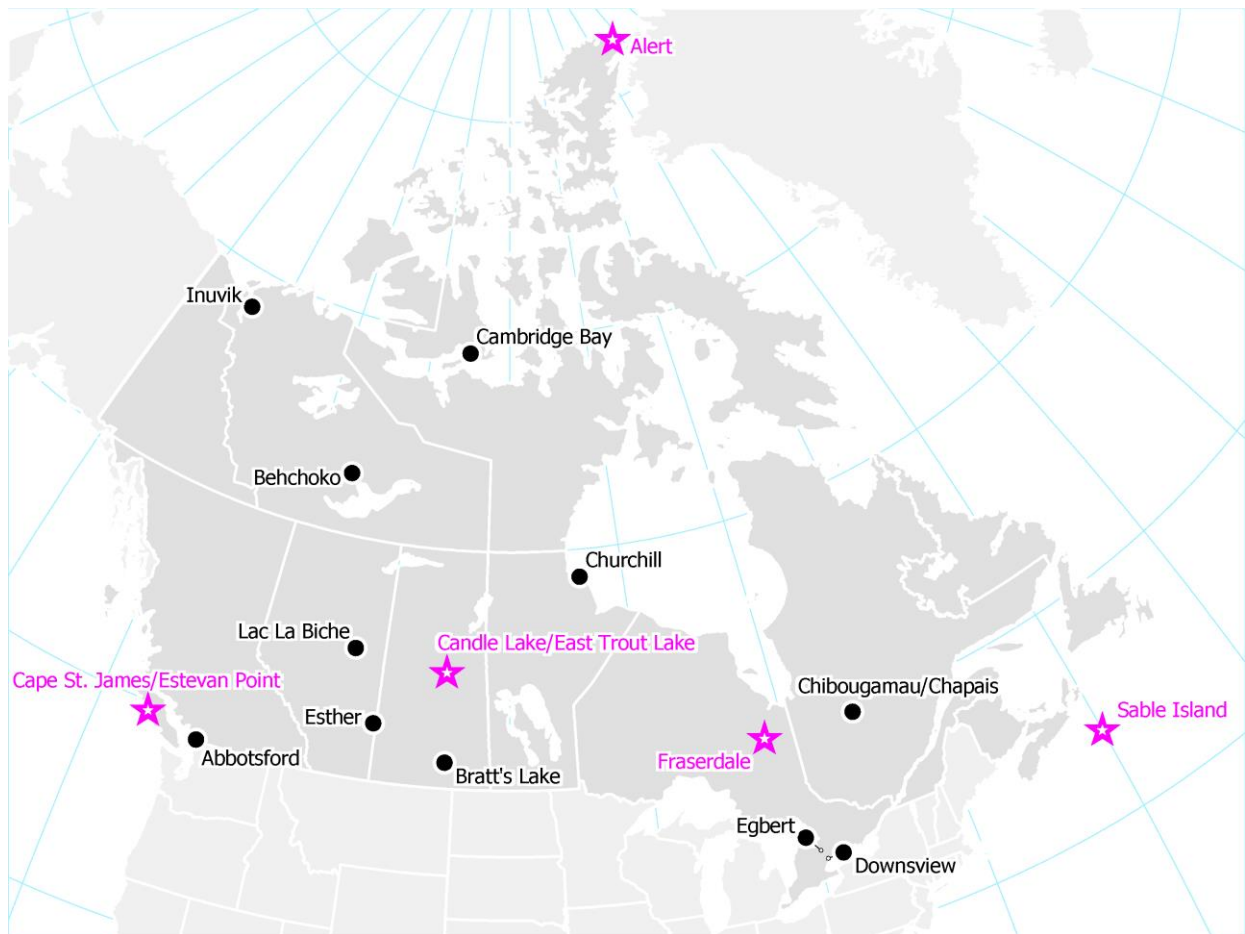 Alert
Inuvik
Cambridge Bay
Behchoko
Churchill
Lac La Biche
Candle Lake/East Trout Lake
Cape St. James/Estevan Point
Chibougamau/Chapais
Sable Island
Esther
Abbotsford
Fraserdale
Bratt's Lake
Egbert
Downsview